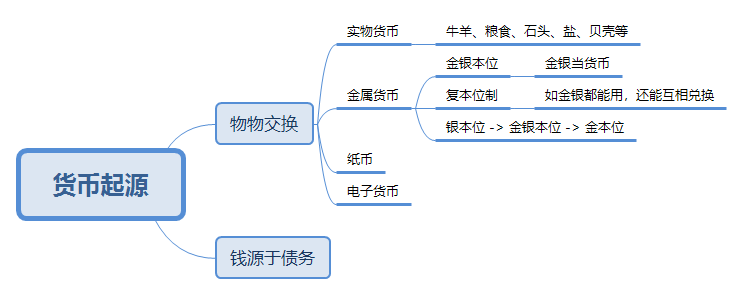 货币起源
物物交换
实物货币
牛羊、粮食、石头、盐、贝壳等
金属货币
金银本位
金银当货币
复本位制
如金银都能用，还能互相兑换
银本位 -> 金银本位 -> 金本位
纸币
电子货币
钱源于债务